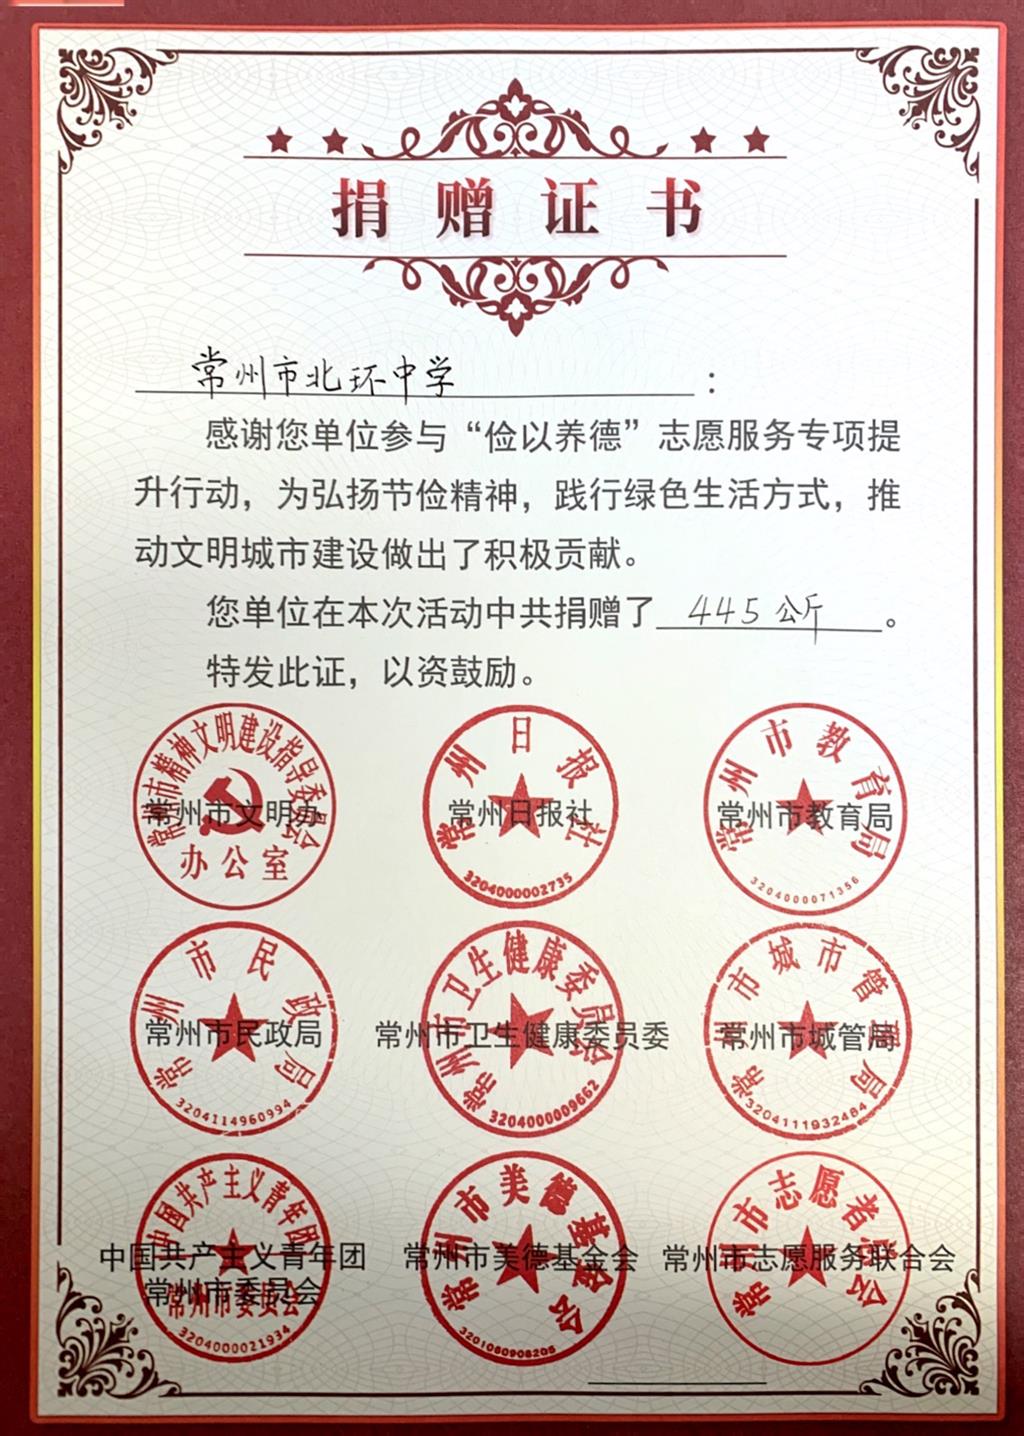 捐赠证书
常州市北环中学：
感谢您单位参与“俭以养德”志愿服务专项提
升行动，为弘扬节俭精神，践行绿色生活方式，推
动文明城市建设做出了积极贡献。
您单位在本次活动中共捐赠了 445公斤 。
特发此证，以资鼓励。
常州市精神文明建设指导委员会
办公室
常州市文明办
常州日报社
常州日报社
3204000002735
常州市教育局
常州市教育局
3204000071356
常州市民政局
常州市民政局
3204114960994
常州市卫生健康委员会
常州市卫生健康委员委
3204000009662
常州市城市管理局
常州市城管局
3204111932484
中国共产主义青年团
常州市委员会
中国共产主义青年团
常州市委员会
3204000021934
常州市美德基金会
常州市美德基金会
3201080908205
常州市志愿者总会
常州市志愿服务联合会